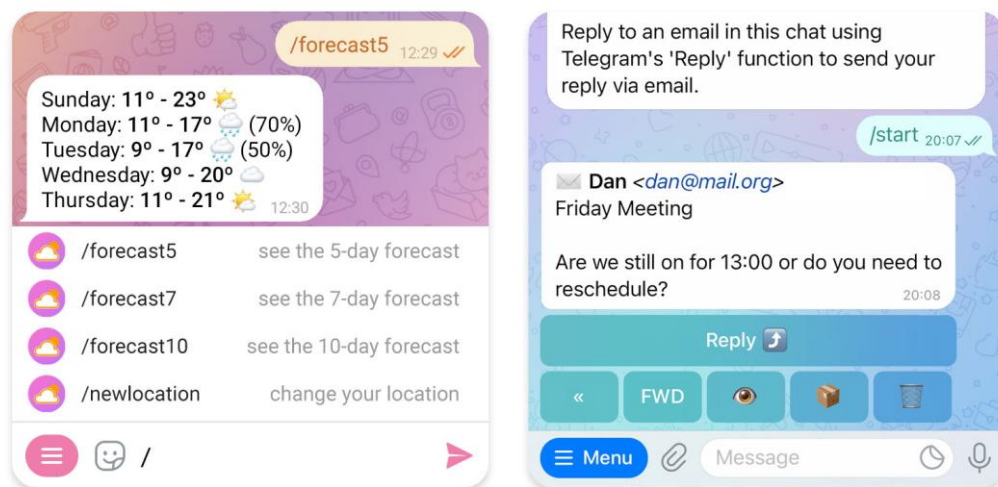 /forecast5 12:29
Sunday: 11º - 23º 🌤️
Monday: 11º - 17º 🌧️ (70%)
Tuesday: 9º - 17º 🌧️ (50%)
Wednesday: 9º - 20º ☁️
Thursday: 11º - 21º 🌤️ 12:30
/forecast5 see the 5-day forecast
/forecast7 see the 7-day forecast
/forecast10 see the 10-day forecast
/newlocation change your location
/
Reply to an email in this chat using
Telegram's 'Reply' function to send your
reply via email.
/start 20:07
✉️ Dan <dan@mail.org>
Friday Meeting
Are we still on for 13:00 or do you need to
reschedule? 20:08
Reply ⤴️
« FWD 👁️ 📦 🗑️
Menu Message